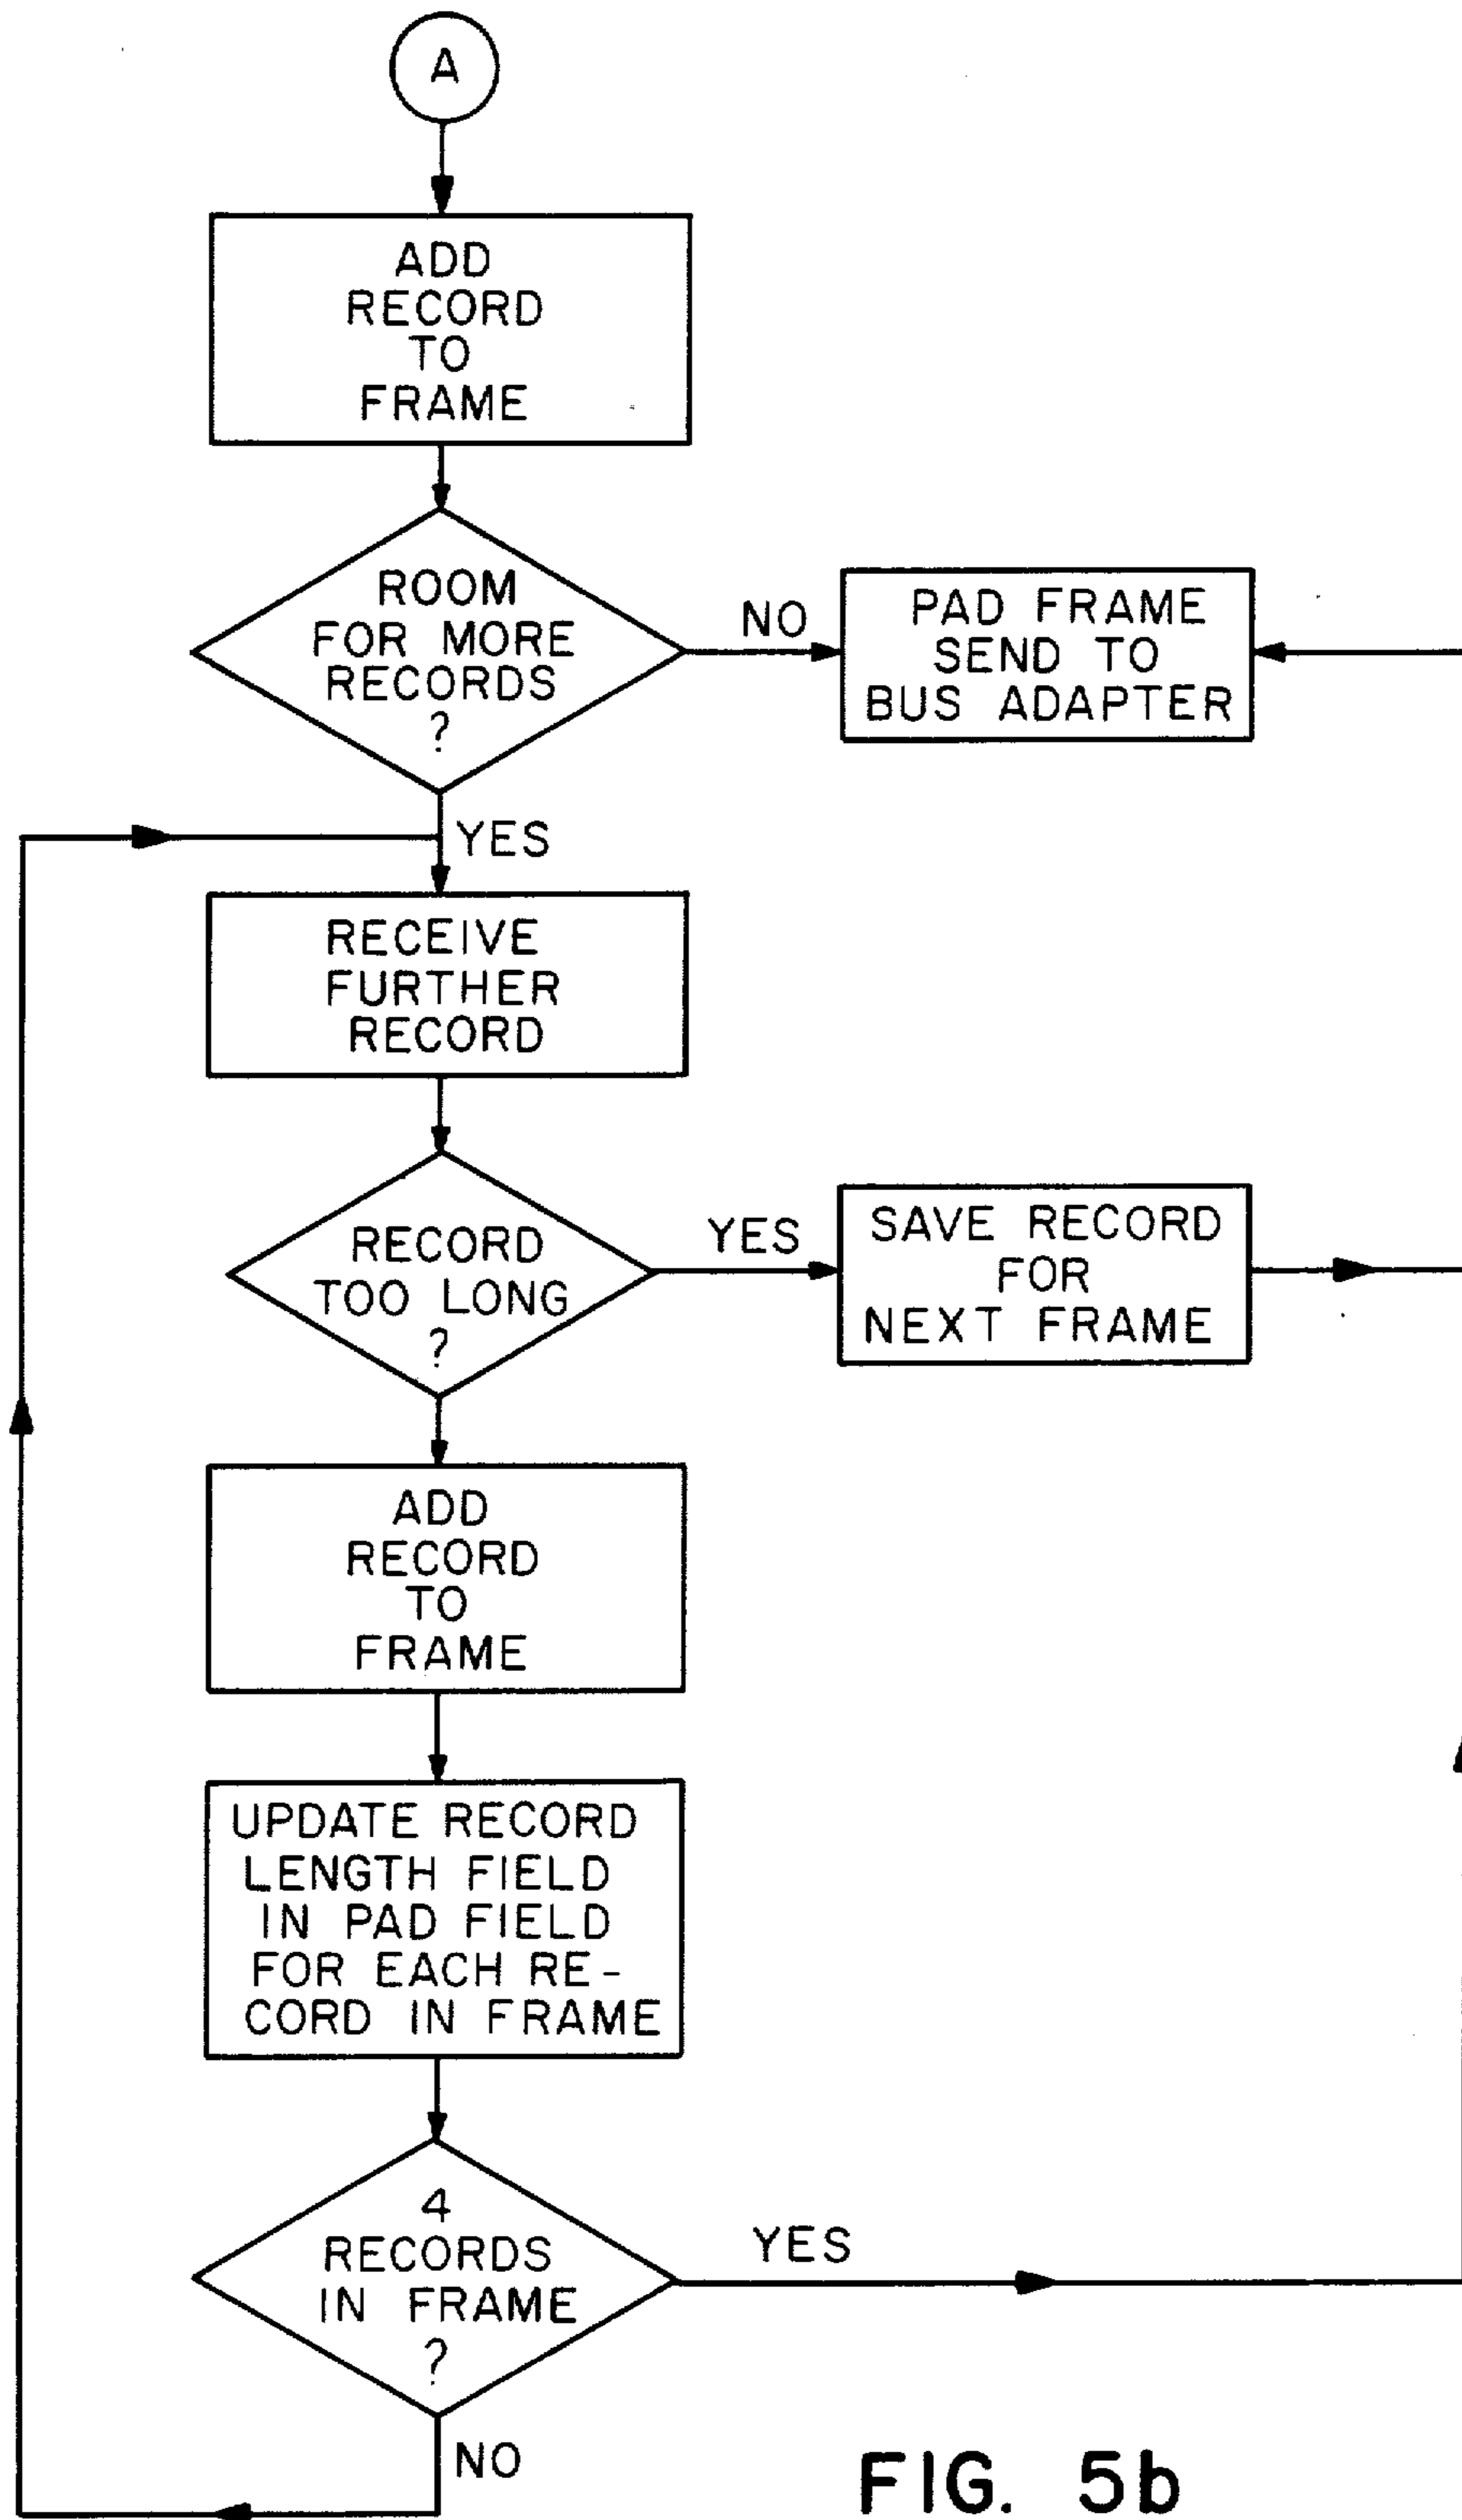 A
ADD
RECORD
TO
FRAME
ROOM
FOR MORE
RECORDS
?
NO
PAD FRAME
SEND TO
BUS ADAPTER
YES
RECEIVE
FURTHER
RECORD
RECORD
TOO LONG
?
YES
SAVE RECORD
FOR
NEXT FRAME
ADD
RECORD
TO
FRAME
UPDATE RECORD
LENGTH FIELD
IN PAD FIELD
FOR EACH RE-
CORD IN FRAME
4
RECORDS
IN FRAME
?
YES
NO
FIG. 5b